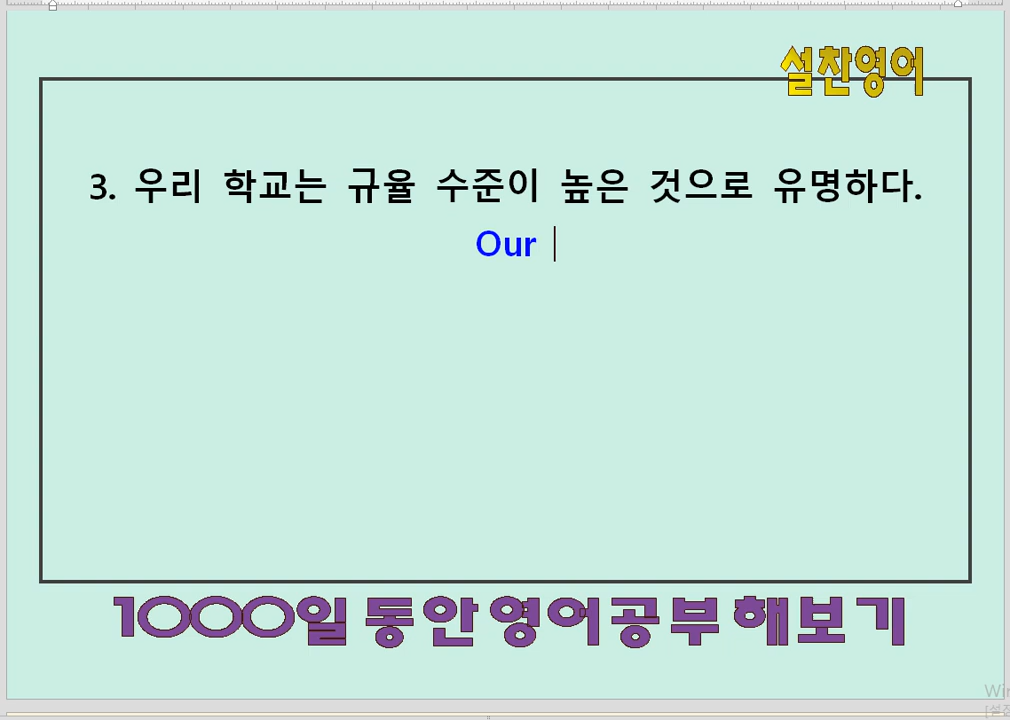 설찬영어
3. 우리 학교는 규율 수준이 높은 것으로 유명하다.
Our
1000일 동안 영어공부 해보기